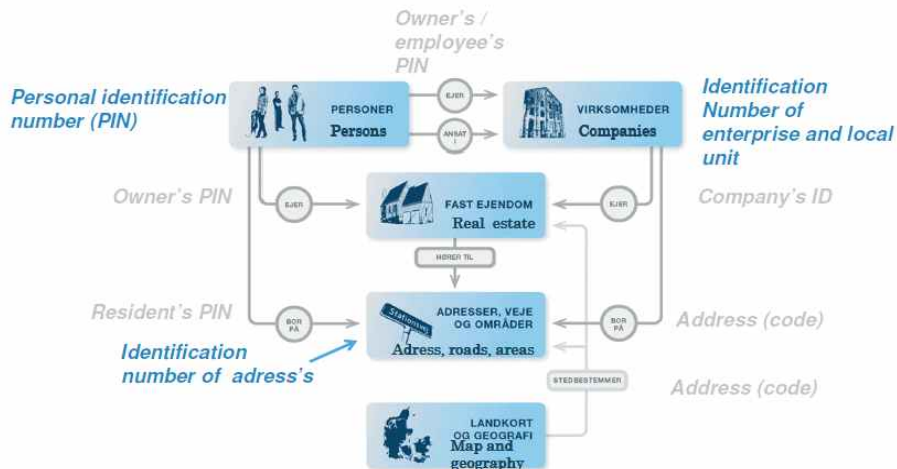 Owner's /
employee's
PIN
Personal identification
number (PIN)
PERSONER
Persons
EJER
ANSAT
I
VIRKSOMHEDER
Companies
Identification
Number of
enterprise and local
unit
Owner's PIN
EJER
FAST EJENDOM
Real estate
EJER
Company's ID
HØRER TIL
Resident's PIN
BOR
PÅ
Stationsvej
ADRESSER, VEJE
OG OMRÅDER
Adress, roads, areas
BOR
PÅ
Address (code)
Identification
number of adress's
STEDBESTEMMER
Address (code)
LANDKORT
OG GEOGRAFI
Map and
geography